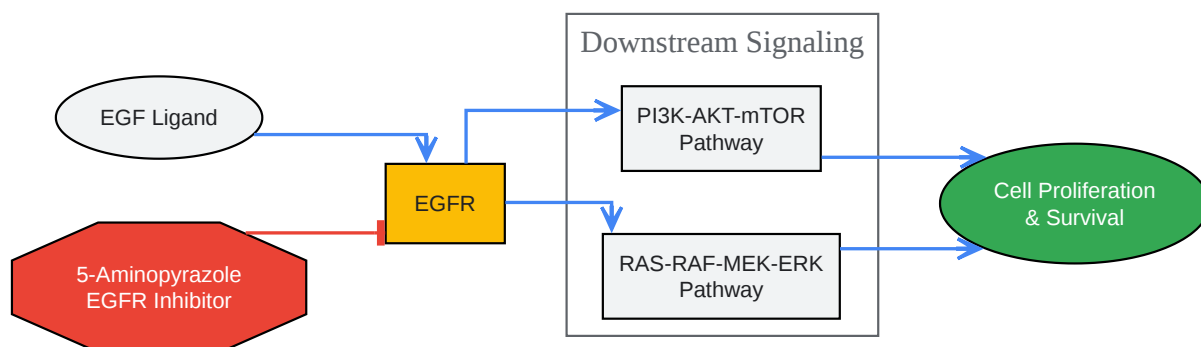 Downstream Signaling
EGF Ligand
PI3K-AKT-mTOR
Pathway
EGFR
Cell Proliferation
& Survival
5-Aminopyrazole
EGFR Inhibitor
RAS-RAF-MEK-ERK
Pathway